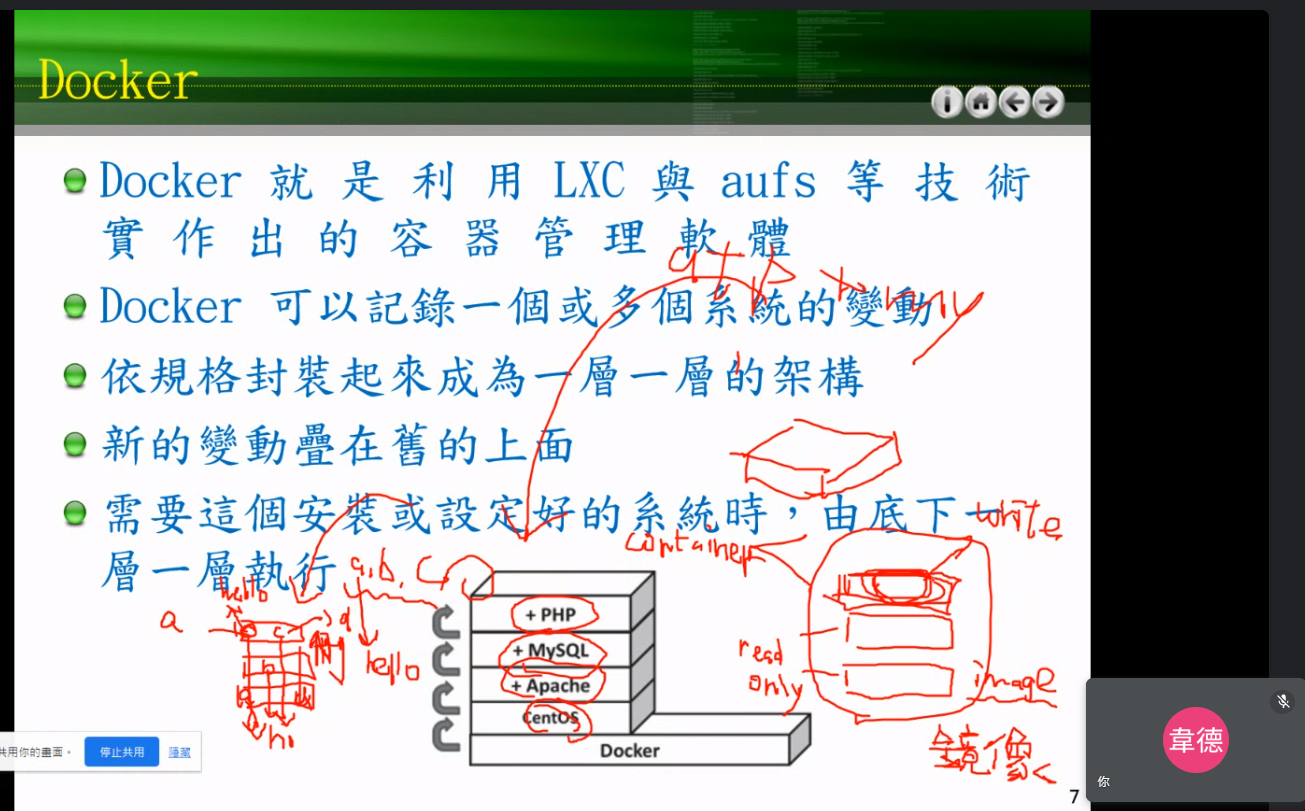 Docker
Docker 就是利用 LXC 與 aufs 等技術
實作出的容器管理軟體
Docker 可以記錄一個或多個系統的變動
依規格封裝起來成為一層一層的架構
新的變動疊在舊的上面
需要這個安裝或設定好的系統時，由底下一
層一層執行
write
container
a,b,c
hello
a
hello
+ PHP
+ MySQL
+ Apache
CentOS
Docker
read
only
image
鏡像
hi
共用你的畫面。
停止共用
隱藏
韋德
你
7